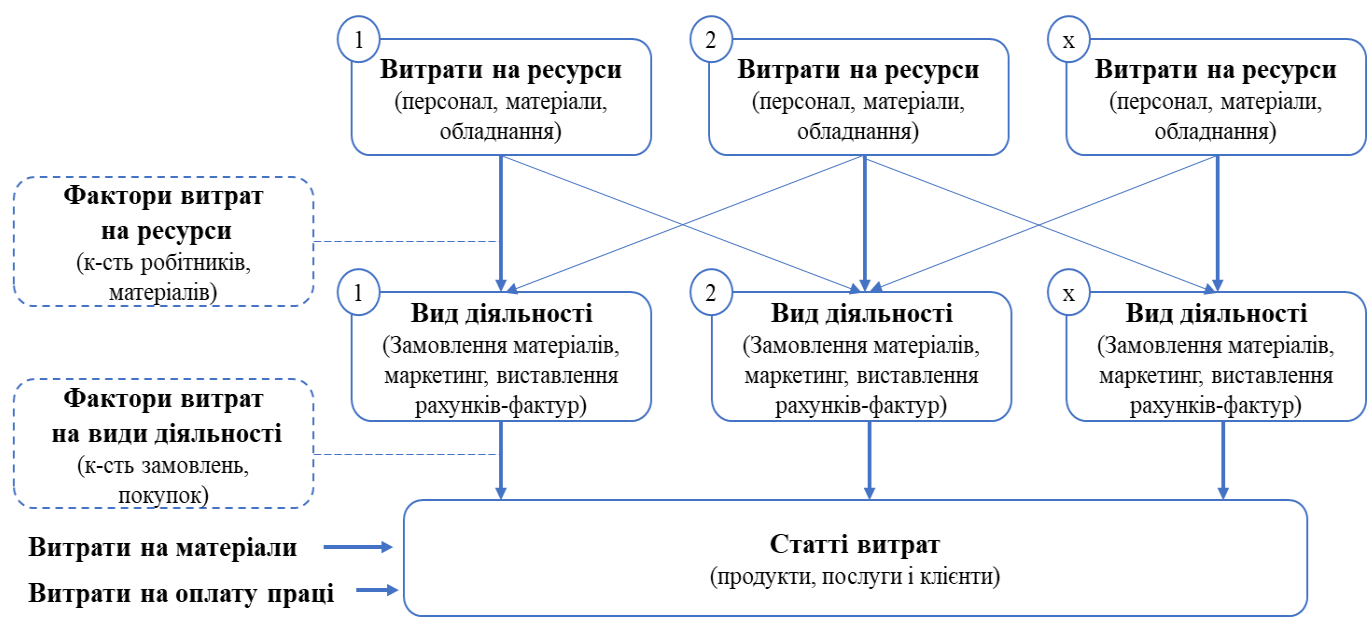 1
Витрати на ресурси
(персонал, матеріали,
обладнання)
2
Витрати на ресурси
(персонал, матеріали,
обладнання)
x
Витрати на ресурси
(персонал, матеріали,
обладнання)
Фактори витрат
на ресурси
(к-сть робітників,
матеріалів)
1
Вид діяльності
(Замовлення матеріалів,
маркетинг, виставлення
рахунків-фактур)
2
Вид діяльності
(Замовлення матеріалів,
маркетинг, виставлення
рахунків-фактур)
x
Вид діяльності
(Замовлення матеріалів,
маркетинг, виставлення
рахунків-фактур)
Фактори витрат
на види діяльності
(к-сть замовлень,
покупок)
Витрати на матеріали
Витрати на оплату праці
Статті витрат
(продукти, послуги і клієнти)